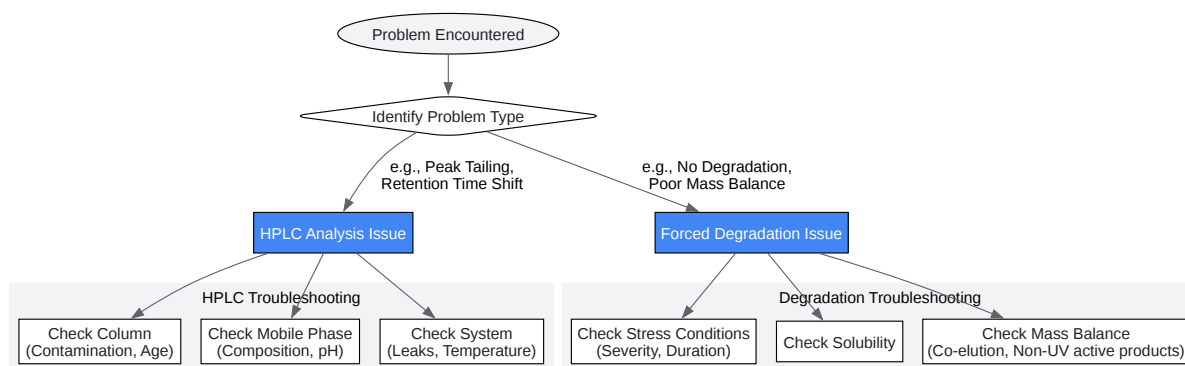 Problem Encountered
Identify Problem Type
e.g., Peak Tailing,
Retention Time Shift
e.g., No Degradation,
Poor Mass Balance
HPLC Analysis Issue
Forced Degradation Issue
HPLC Troubleshooting
Check Column
(Contamination, Age)
Check Mobile Phase
(Composition, pH)
Check System
(Leaks, Temperature)
Degradation Troubleshooting
Check Stress Conditions
(Severity, Duration)
Check Solubility
Check Mass Balance
(Co-elution, Non-UV active products)